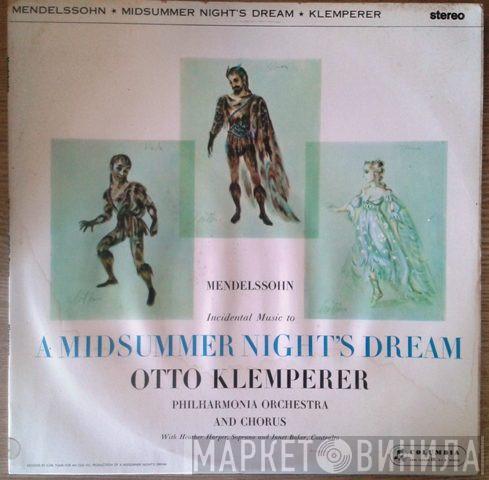 MENDELSSOHN ★ MIDSUMMER NIGHT'S DREAM ★ KLEMPERER
stereo
MENDELSSOHN
Incidental Music to
A MIDSUMMER NIGHT'S DREAM
OTTO KLEMPERER
PHILHARMONIA ORCHESTRA
AND CHORUS
With Heather Harper, Soprano and Janet Baker, Contralto
COLUMBIA
МАРКЕТ ВИНИЛА